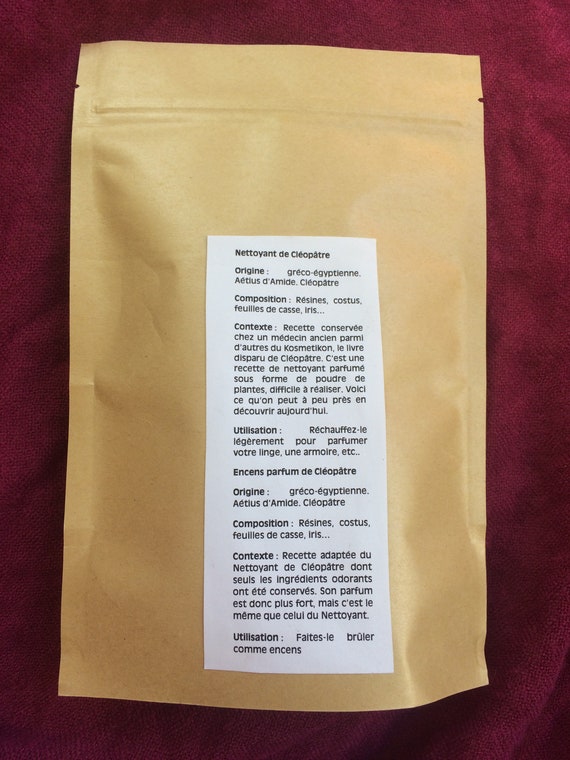 Nettoyant de Cléopâtre
Origine : gréco-égyptienne.
Aétius d'Amide. Cléopâtre
Composition : Résines, costus,
feuilles de casse, iris...
Contexte : Recette conservée
chez un médecin ancien parmi
d'autres du Kosmetikon, le livre
disparu de Cléopâtre. C'est une
recette de nettoyant parfumé
sous forme de poudre de
plantes, difficile à réaliser. Voici
ce qu'on peut à peu près en
découvrir aujourd'hui.
Utilisation : Réchauffez-le
légèrement pour parfumer
votre linge, une armoire, etc..
Encens parfum de Cléopâtre
Origine : gréco-égyptienne.
Aétius d'Amide. Cléopâtre
Composition : Résines, costus,
feuilles de casse, iris...
Contexte : Recette adaptée du
Nettoyant de Cléopâtre dont
seuls les ingrédients odorants
ont été conservés. Son parfum
est donc plus fort, mais c'est le
même que celui du Nettoyant.
Utilisation : Faites-le brûler
comme encens